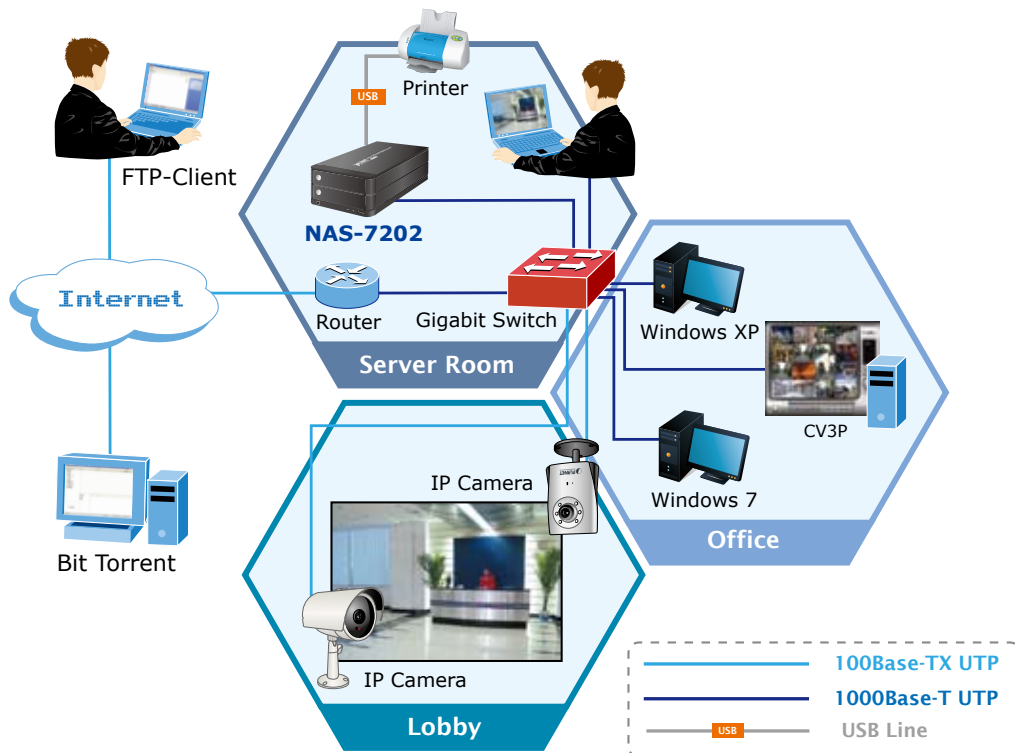 Printer
USB
FTP-Client
NAS-7202
Internet
Router
Gigabit Switch
Windows XP
Server Room
CV3P
IP Camera
Windows 7
Office
Bit Torrent
IP Camera
Lobby
100Base-TX UTP
1000Base-T UTP
USB
USB Line